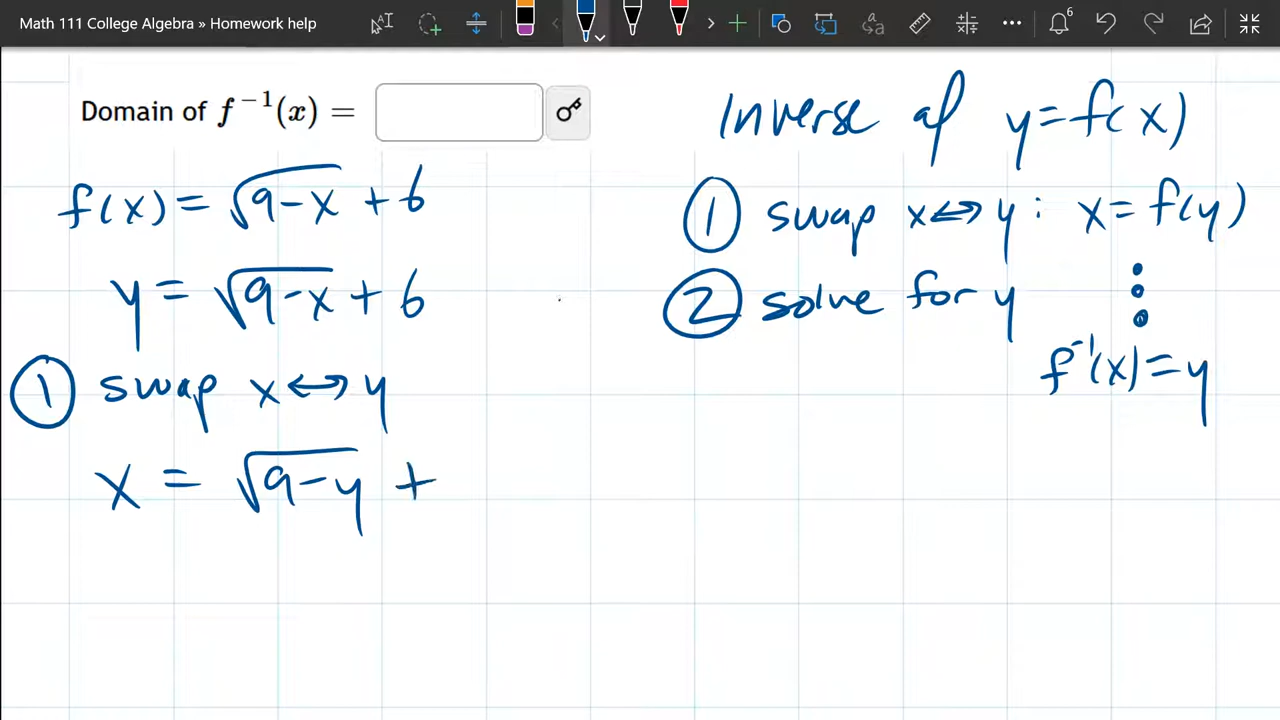 Math 111 College Algebra » Homework help
6
Domain of f⁻¹(x) =
Inverse of y = f(x)
f(x) = √(9-x) + 6
① swap x↔y : x = f(y)
y = √(9-x) + 6
② solve for y
f⁻¹(x) = y
① swap x↔y
x = √(9-y) +